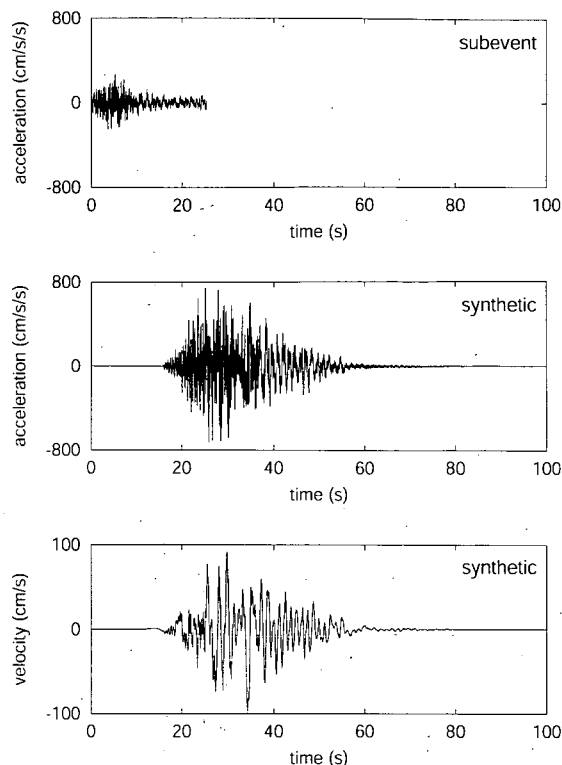 800
subevent
acceleration (cm/s/s)
0
-800
0 20 40 60 80 100
time (s)
800
synthetic
acceleration (cm/s/s)
0
-800
0 20 40 60 80 100
time (s)
100
synthetic
velocity (cm/s)
0
-100
0 20 40 60 80 100
time (s)